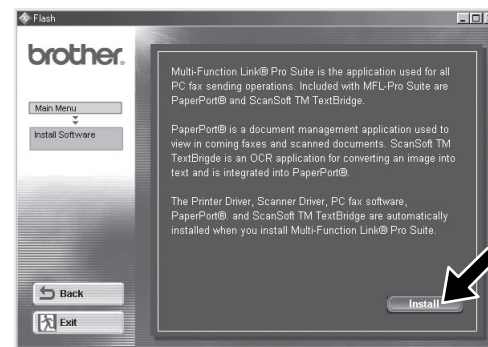 Flash
brother.
Main Menu
Install Software
Multi-Function Link® Pro Suite is the application used for all
PC fax sending operations. Included with MFL-Pro Suite are
PaperPort® and ScanSoft TM TextBridge.
PaperPort® is a document management application used to
view in coming faxes and scanned documents. ScanSoft TM
TextBrigde is an OCR application for converting an image into
text and is integrated into PaperPort®.
The Printer Driver, Scanner Driver, PC fax software,
PaperPort®. and ScanSoft TM TextBridge are automatically
installed when you install Multi-Function Link® Pro Suite.
Install
Back
Exit